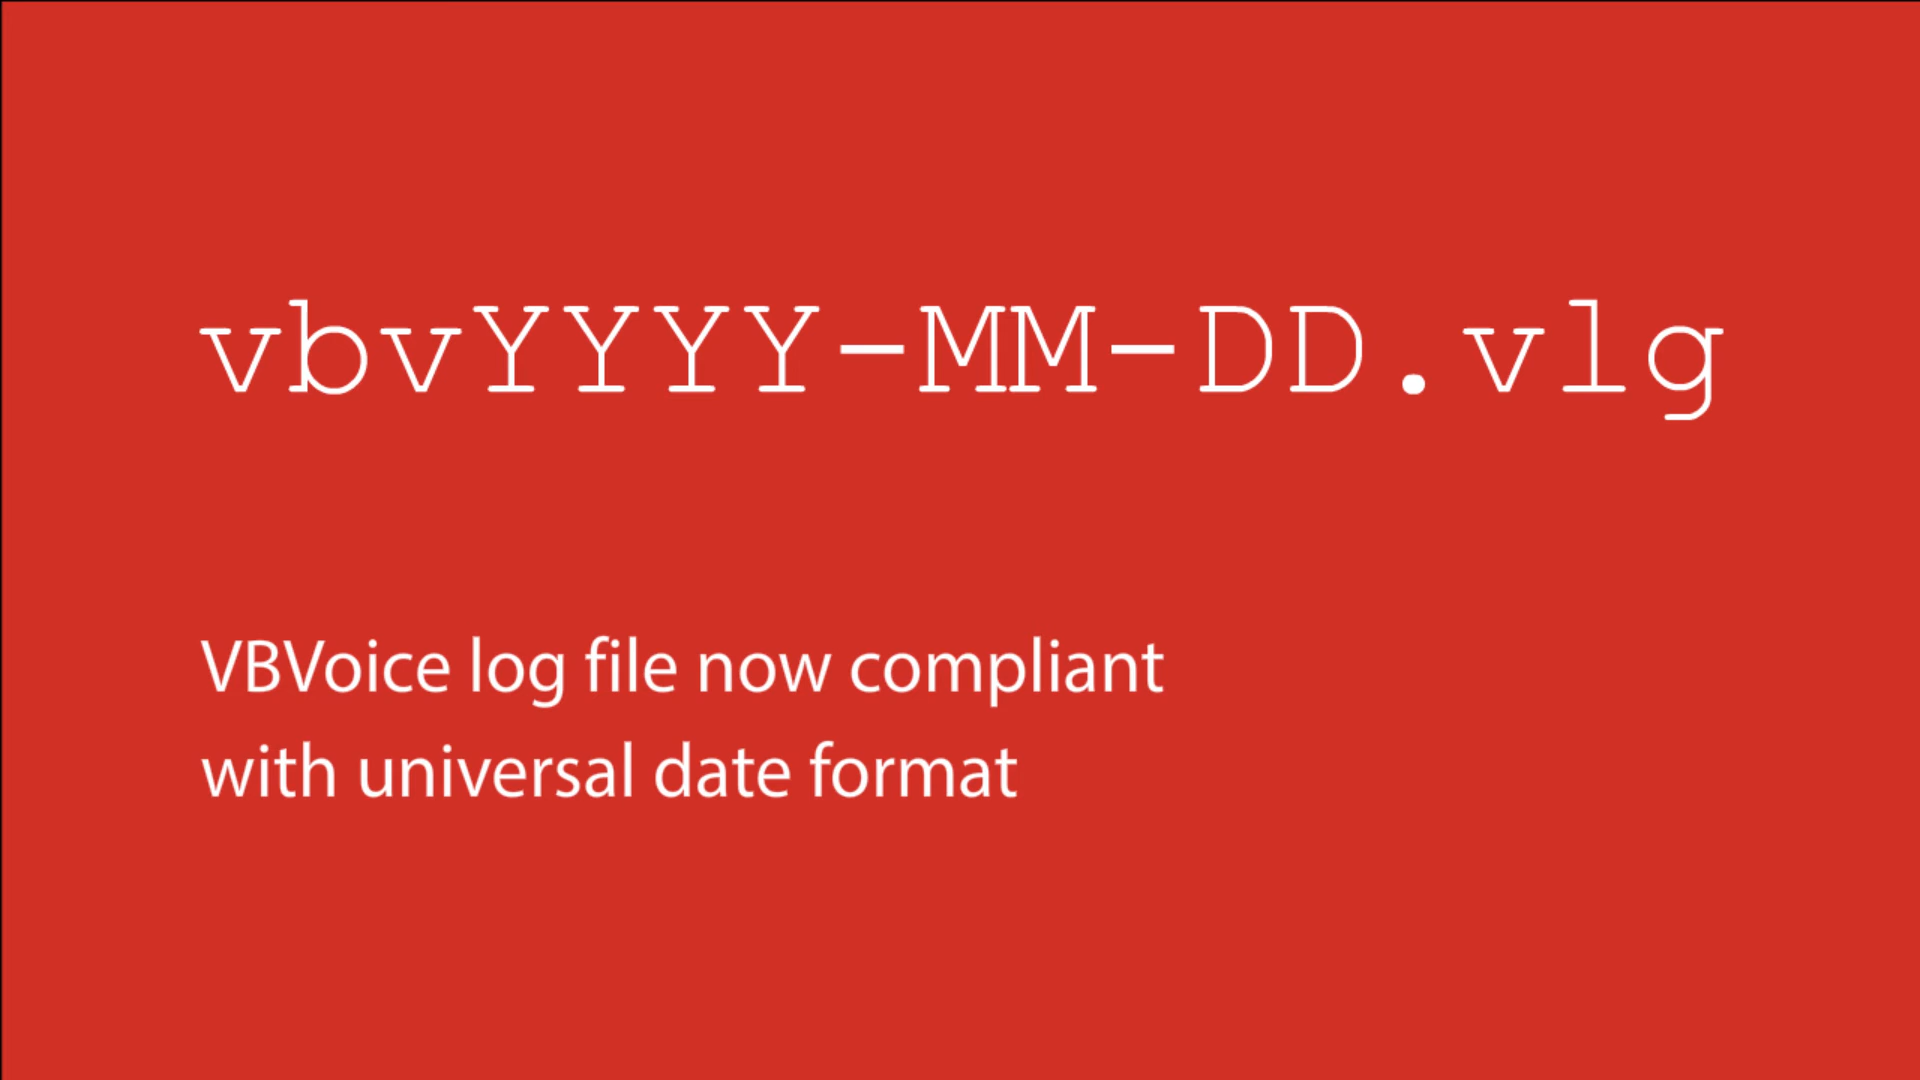 vbvYYYY-MM-DD.vlg
VBVoice log file now compliant
with universal date format